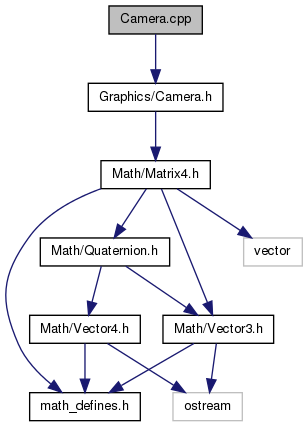 Camera.cpp
Graphics/Camera.h
Math/Matrix4.h
Math/Quaternion.h
vector
Math/Vector4.h
Math/Vector3.h
math_defines.h
ostream